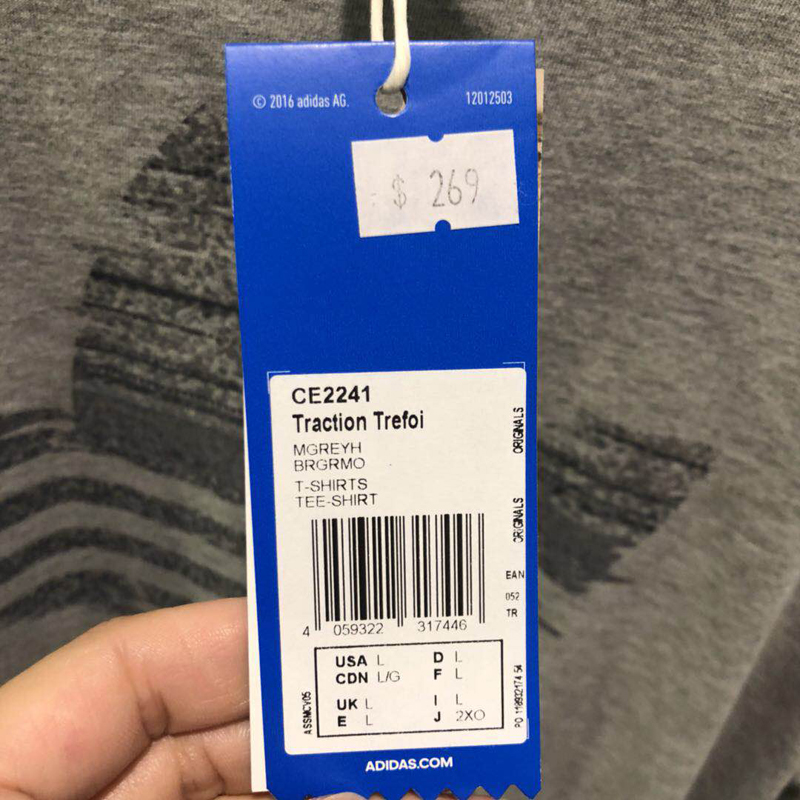 © 2016 adidas AG.
12012503
$ 269
CE2241
Traction Trefoi
MGREYH
BRGRMO
T-SHIRTS
TEE-SHIRT
ORIGINALS
ORIGINALS
EAN
052
TR
4 059322 317446
USA L D L
CDN L/G F L
UK L I L
E L J 2XO
ASSMCV05
ADIDAS.COM